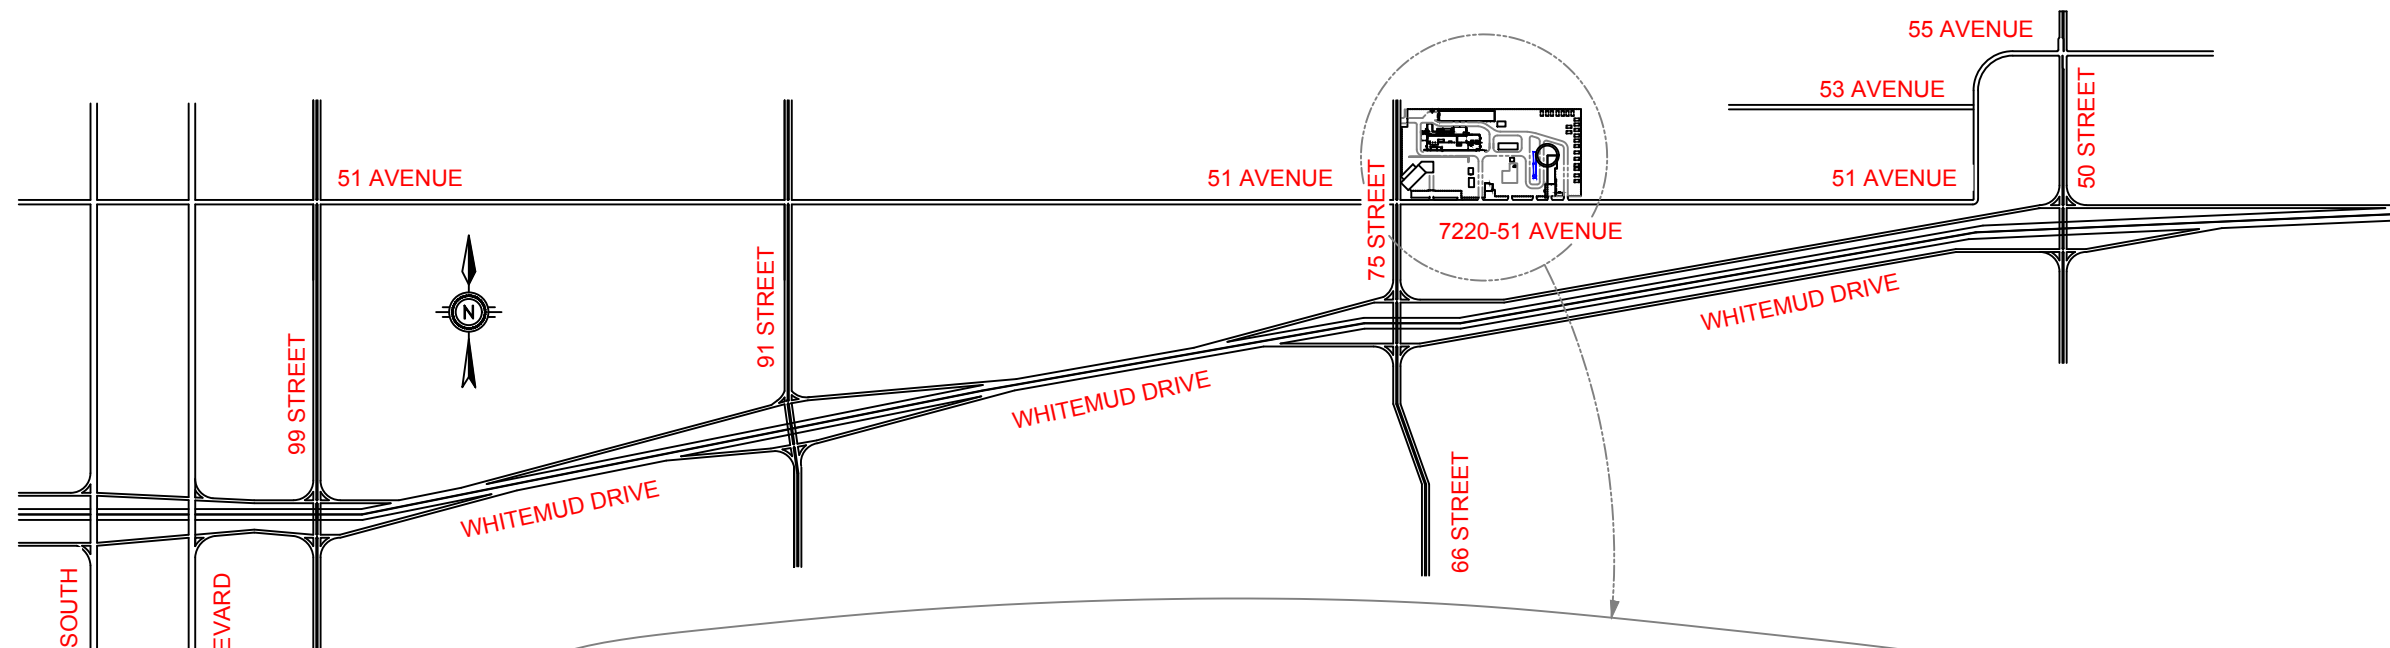 55 AVENUE
53 AVENUE
50 STREET
51 AVENUE
51 AVENUE
51 AVENUE
75 STREET
7220-51 AVENUE
91 STREET
N
99 STREET
WHITEMUD DRIVE
WHITEMUD DRIVE
WHITEMUD DRIVE
66 STREET
SOUTH
EVARD